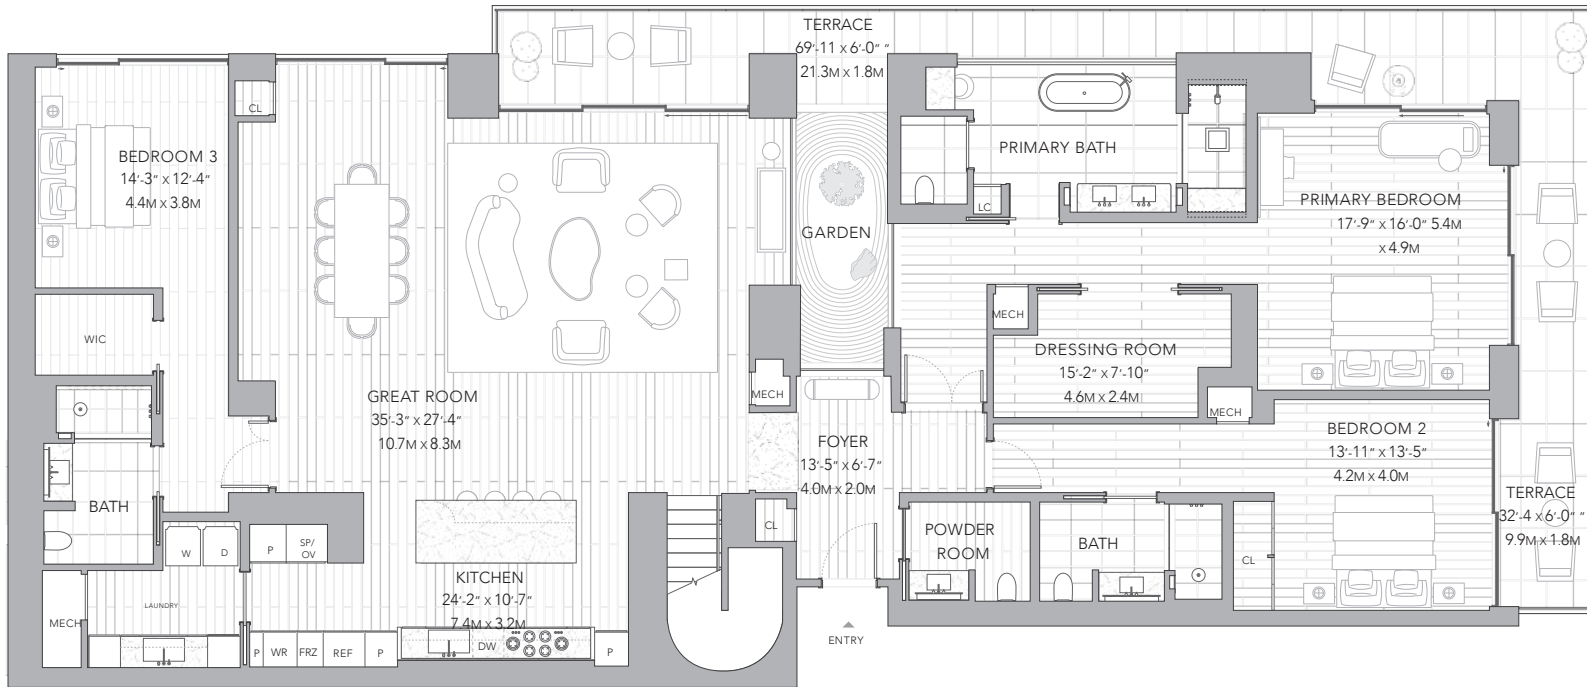 TERRACE
69'-11 x 6'-0" "
21.3M x 1.8M
CL
BEDROOM 3
14'-3" x 12'-4"
4.4M x 3.8M
PRIMARY BATH
LC
PRIMARY BEDROOM
17'-9" x 16'-0" 5.4M
x 4.9M
GARDEN
MECH
WIC
DRESSING ROOM
15'-2" x 7'-10"
4.6M x 2.4M
MECH
MECH
GREAT ROOM
35'-3" x 27'-4"
10.7M x 8.3M
FOYER
13'-5" x 6'-7"
4.0M x 2.0M
BEDROOM 2
13'-11" x 13'-5"
4.2M x 4.0M
TERRACE
32'-4 x 6'-0" "
9.9M x 1.8M
BATH
CL
POWDER
ROOM
BATH
CL
W
D
P
SP/
OV
KITCHEN
24'-2" x 10'-7"
7.4M x 3.2M
LAUNDRY
MECH
P
WR
FRZ
REF
P
DW
P
ENTRY